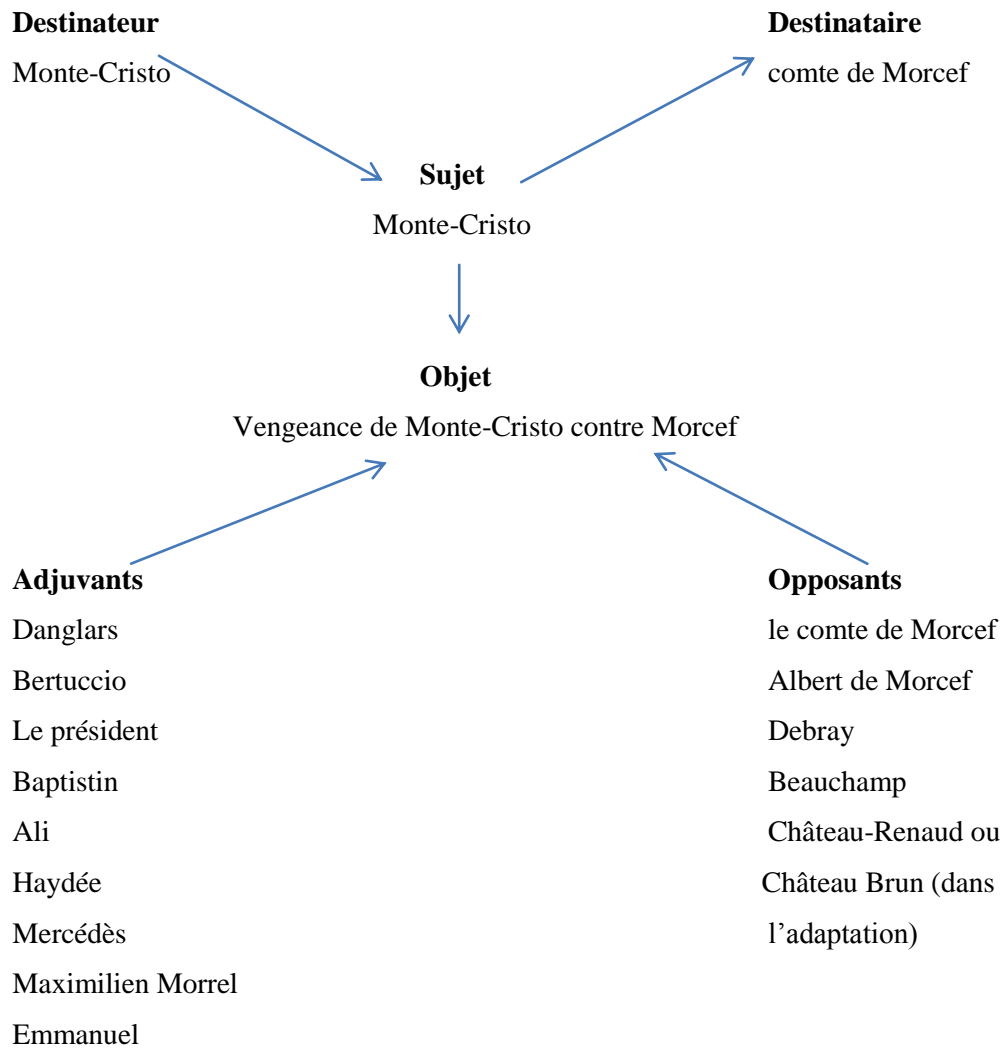 Destinateur
Monte-Cristo
Destinataire
comte de Morcef
Sujet
Monte-Cristo
Objet
Vengeance de Monte-Cristo contre Morcef
Adjuvants
Danglars
Bertuccio
Le président
Baptistin
Ali
Haydée
Mercédès
Maximilien Morrel
Emmanuel
Opposants
le comte de Morcef
Albert de Morcef
Debray
Beauchamp
Château-Renaud ou
Château Brun (dans
l’adaptation)